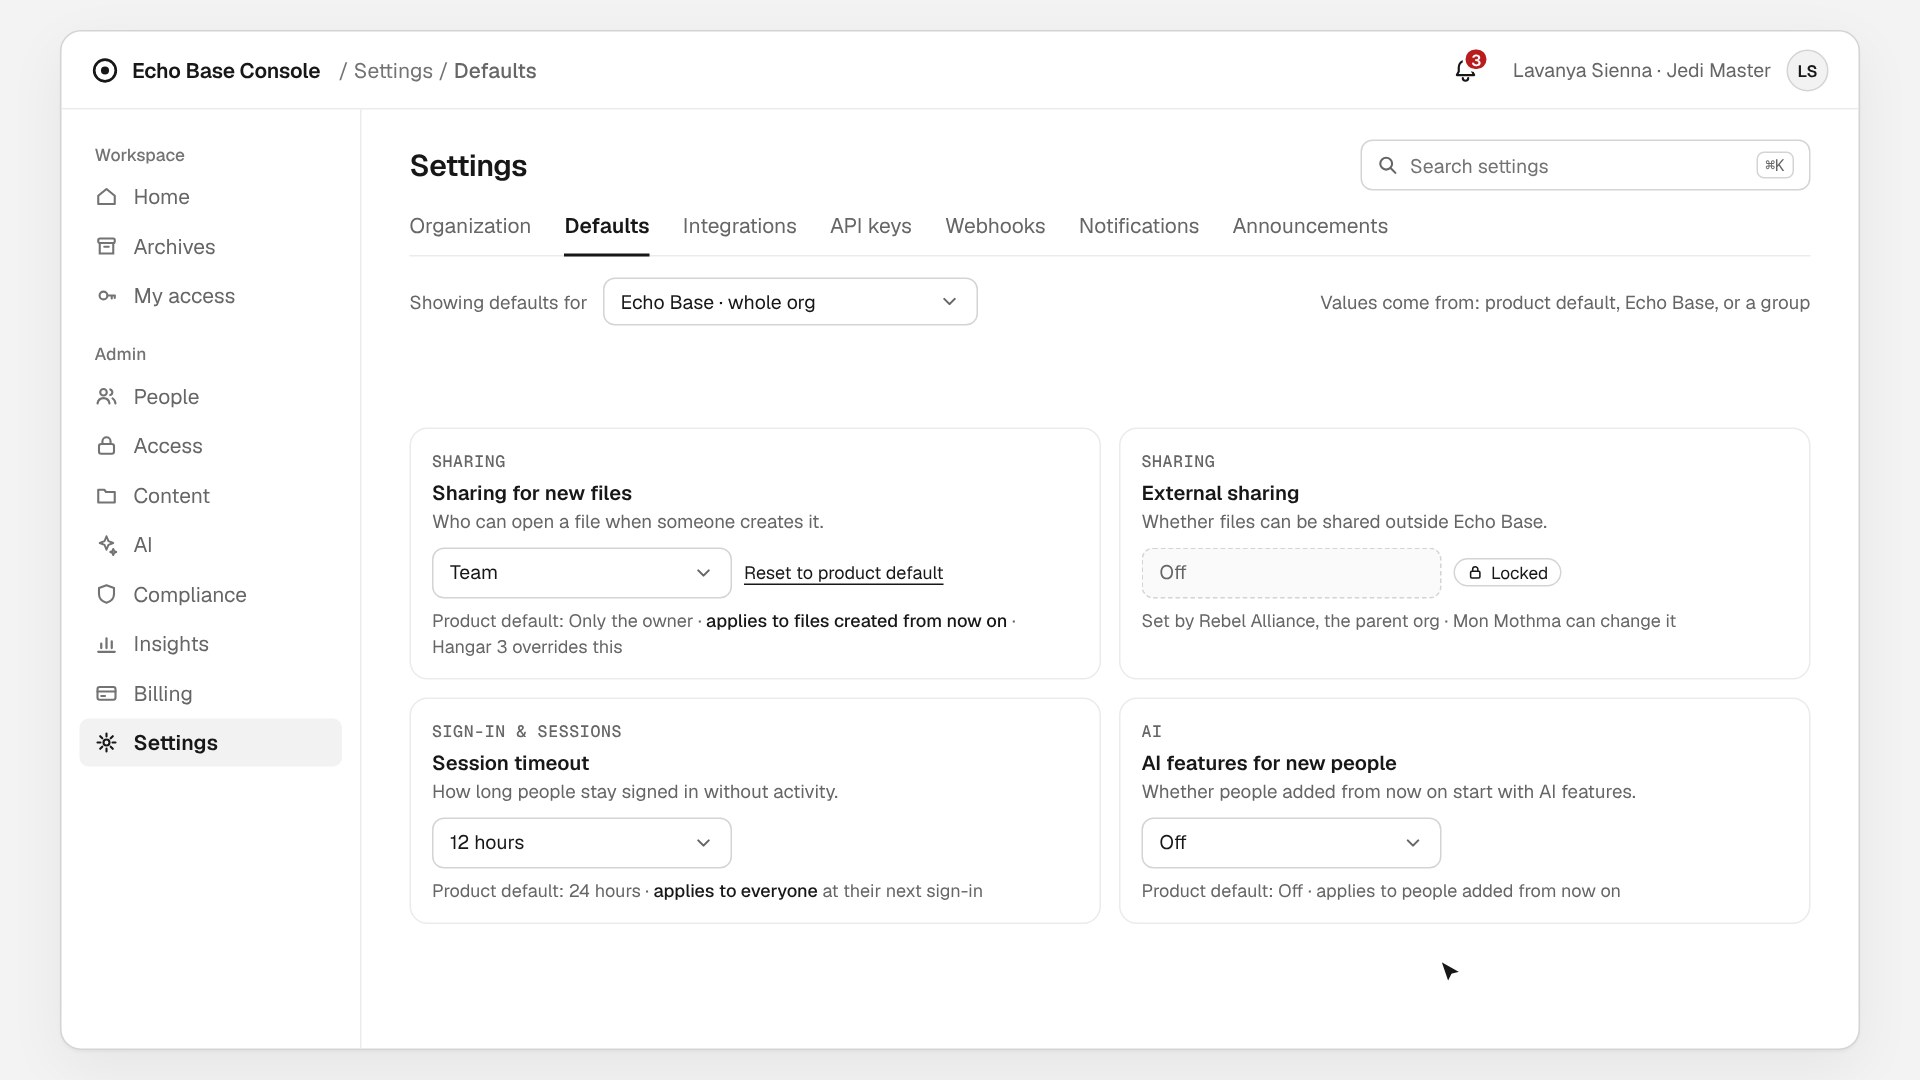 Echo Base Console / Settings / Defaults
3
Lavanya Sienna · Jedi Master
LS
Workspace
Home
Archives
My access
Admin
People
Access
Content
AI
Compliance
Insights
Billing
Settings
Settings
Search settings
⌘K
Organization
Defaults
Integrations
API keys
Webhooks
Notifications
Announcements
Showing defaults for
Echo Base · whole org
Values come from: product default, Echo Base, or a group
SHARING
Sharing for new files
Who can open a file when someone creates it.
Team
Reset to product default
Product default: Only the owner · applies to files created from now on ·
Hangar 3 overrides this
SHARING
External sharing
Whether files can be shared outside Echo Base.
Off
Locked
Set by Rebel Alliance, the parent org · Mon Mothma can change it
SIGN-IN & SESSIONS
Session timeout
How long people stay signed in without activity.
12 hours
Product default: 24 hours · applies to everyone at their next sign-in
AI
AI features for new people
Whether people added from now on start with AI features.
Off
Product default: Off · applies to people added from now on